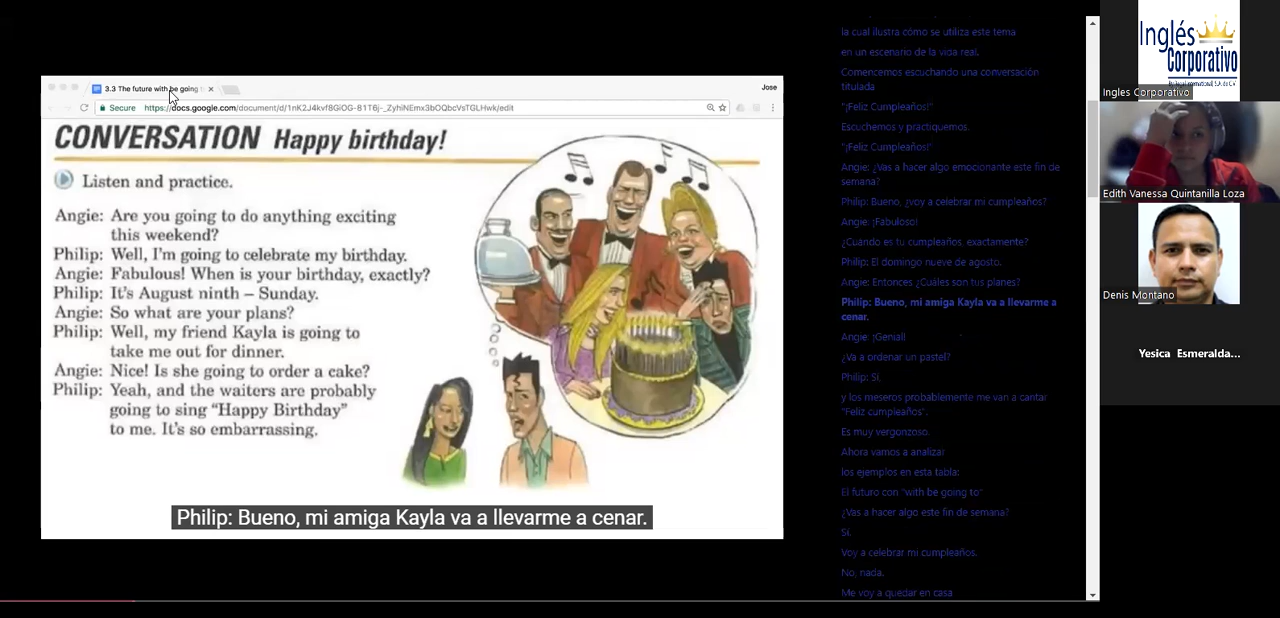 3.3 The future with be going
Jose
Secure
https://docs.google.com/document/d/1nK2J4kvf8GiOG-81T6j-_ZyhiNEmx3bOQbcVsTGLHwk/edit
CONVERSATION Happy birthday!
Listen and practice.
Angie: Are you going to do anything exciting
this weekend?
Philip: Well, I'm going to celebrate my birthday.
Angie: Fabulous! When is your birthday, exactly?
Philip: It's August ninth – Sunday.
Angie: So what are your plans?
Philip: Well, my friend Kayla is going to
take me out for dinner.
Angie: Nice! Is she going to order a cake?
Philip: Yeah, and the waiters are probably
going to sing "Happy Birthday"
to me. It's so embarrassing.
Philip: Bueno, mi amiga Kayla va a llevarme a cenar.
la cual ilustra cómo se utiliza este tema
en un escenario de la vida real.
Comencemos escuchando una conversación
titulada
"¡Feliz Cumpleaños!"
Escuchemos y practiquemos.
"¡Feliz Cumpleaños!"
Angie: ¿Vas a hacer algo emocionante este fin de
semana?
Philip: Bueno, ¿voy a celebrar mi cumpleaños?
Angie: ¡Fabuloso!
¿Cuándo es tu cumpleaños, exactamente?
Philip: El domingo nueve de agosto.
Angie: Entonces ¿Cuáles son tus planes?
Philip: Bueno, mi amiga Kayla va a llevarme a
cenar.
Angie: ¡Genial!
¿Va a ordenar un pastel?
Philip: Sí,
y los meseros probablemente me van a cantar
"Feliz cumpleaños".
Es muy vergonzoso.
Ahora vamos a analizar
los ejemplos en esta tabla:
El futuro con "with be going to"
¿Vas a hacer algo este fin de semana?
Sí.
Voy a celebrar mi cumpleaños.
No, nada.
Me voy a quedar en casa
Inglés
Corporativo
Ingles Corporativo
Edith Vanessa Quintanilla Loza
Denis Montano
Yesica Esmeralda...